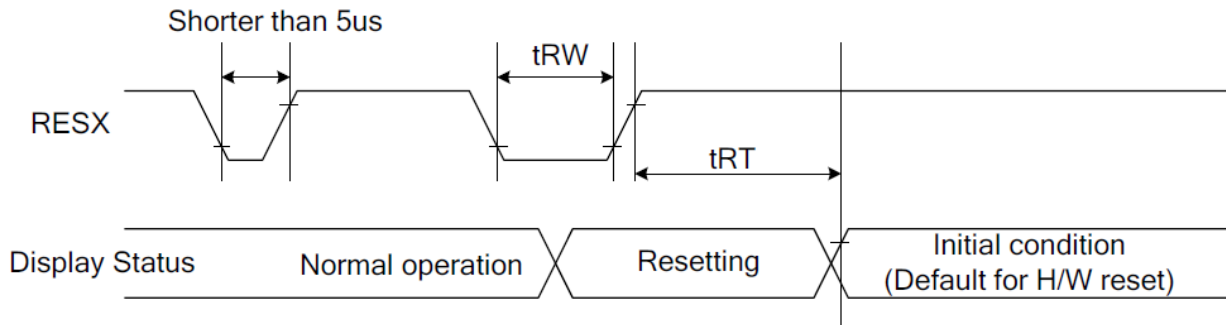 Shorter than 5us
tRW
RESX
tRT
Display Status
Normal operation
Resetting
Initial condition
(Default for H/W reset)